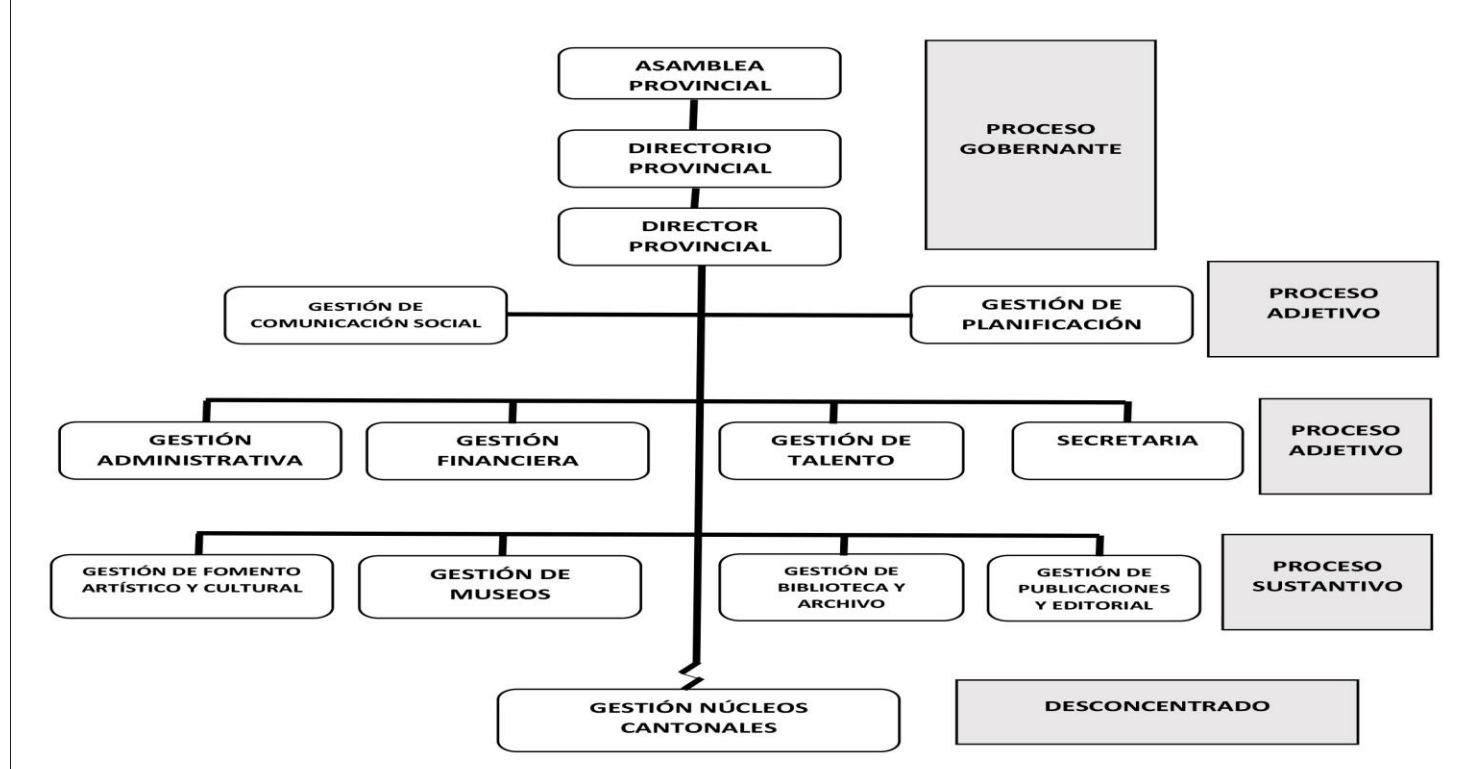 ASAMBLEA
PROVINCIAL
DIRECTORIO
PROVINCIAL
DIRECTOR
PROVINCIAL
PROCESO
GOBERNANTE
GESTIÓN DE
COMUNICACIÓN SOCIAL
GESTIÓN DE
PLANIFICACIÓN
PROCESO
ADJETIVO
GESTIÓN
ADMINISTRATIVA
GESTIÓN
FINANCIERA
GESTIÓN DE
TALENTO
SECRETARIA
PROCESO
ADJETIVO
GESTIÓN DE FOMENTO
ARTÍSTICO Y CULTURAL
GESTIÓN DE
MUSEOS
GESTIÓN DE
BIBLIOTECA Y
ARCHIVO
GESTIÓN DE
PUBLICACIONES
Y EDITORIAL
PROCESO
SUSTANTIVO
GESTIÓN NÚCLEOS
CANTONALES
DESCONCENTRADO